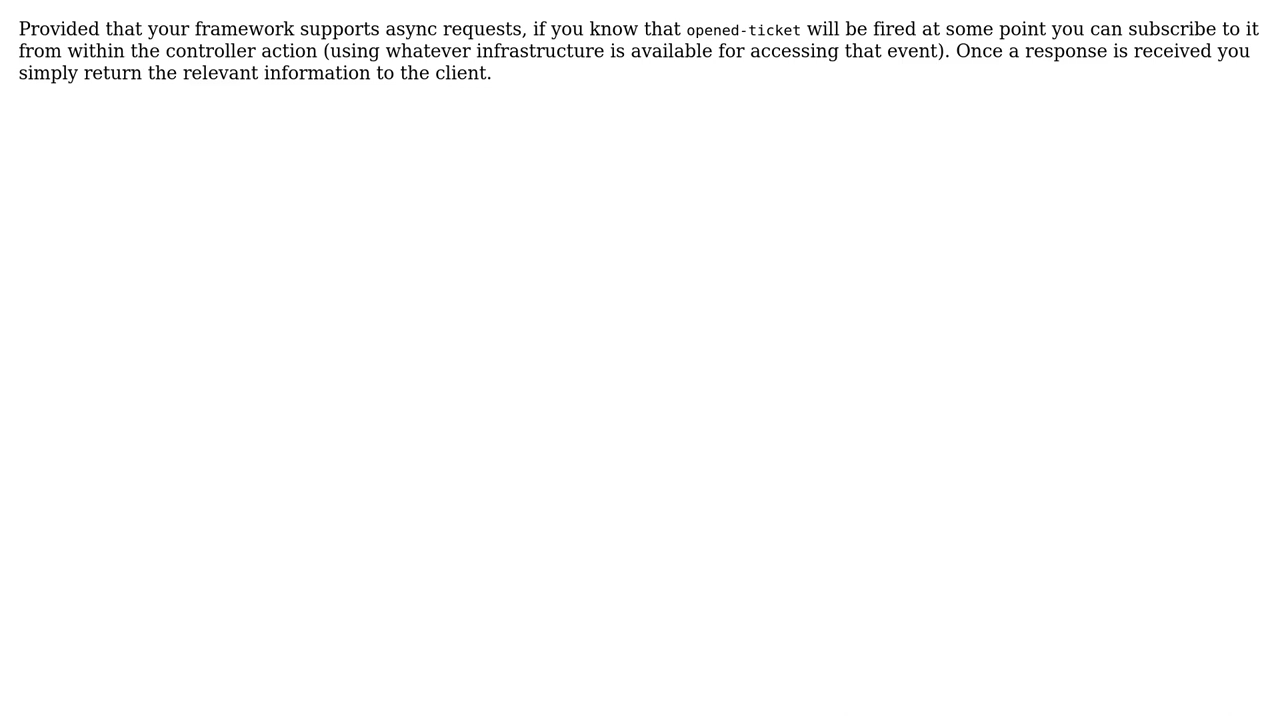 Provided that your framework supports async requests, if you know that opened-ticket will be fired at some point you can subscribe to it
from within the controller action (using whatever infrastructure is available for accessing that event). Once a response is received you
simply return the relevant information to the client.